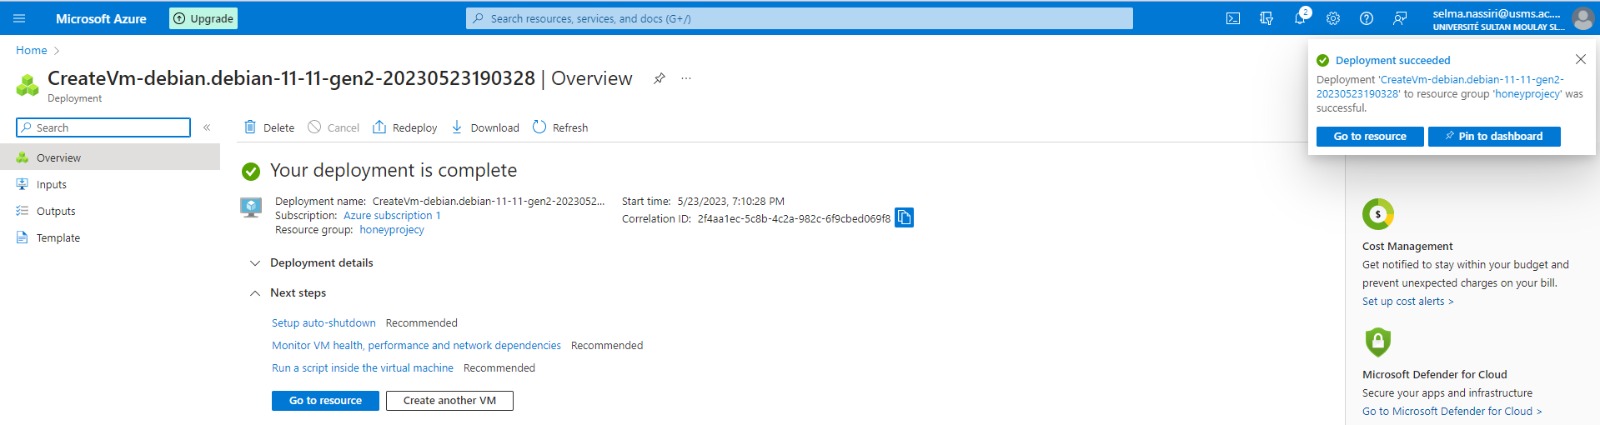 Microsoft Azure
Upgrade
Search resources, services, and docs (G+/)
2
selma.nassiri@usms.ac....
UNIVERSITÉ SULTAN MOULAY SL...
Home >
CreateVm-debian.debian-11-11-gen2-20230523190328 | Overview
Deployment
Search
Overview
Inputs
Outputs
Template
Delete Cancel Redeploy Download Refresh
Your deployment is complete
Deployment name: CreateVm-debian.debian-11-11-gen2-2023052...
Subscription: Azure subscription 1
Resource group: honeyprojecy
Start time: 5/23/2023, 7:10:28 PM
Correlation ID: 2f4aa1ec-5c8b-4c2a-982c-6f9cbed069f8
Deployment details
Next steps
Setup auto-shutdown Recommended
Monitor VM health, performance and network dependencies Recommended
Run a script inside the virtual machine Recommended
Go to resource Create another VM
Deployment succeeded
Deployment 'CreateVm-debian.debian-11-11-gen2-
20230523190328' to resource group 'honeyprojecy' was
successful.
Go to resource Pin to dashboard
Cost Management
Get notified to stay within your budget and
prevent unexpected charges on your bill.
Set up cost alerts >
Microsoft Defender for Cloud
Secure your apps and infrastructure
Go to Microsoft Defender for Cloud >